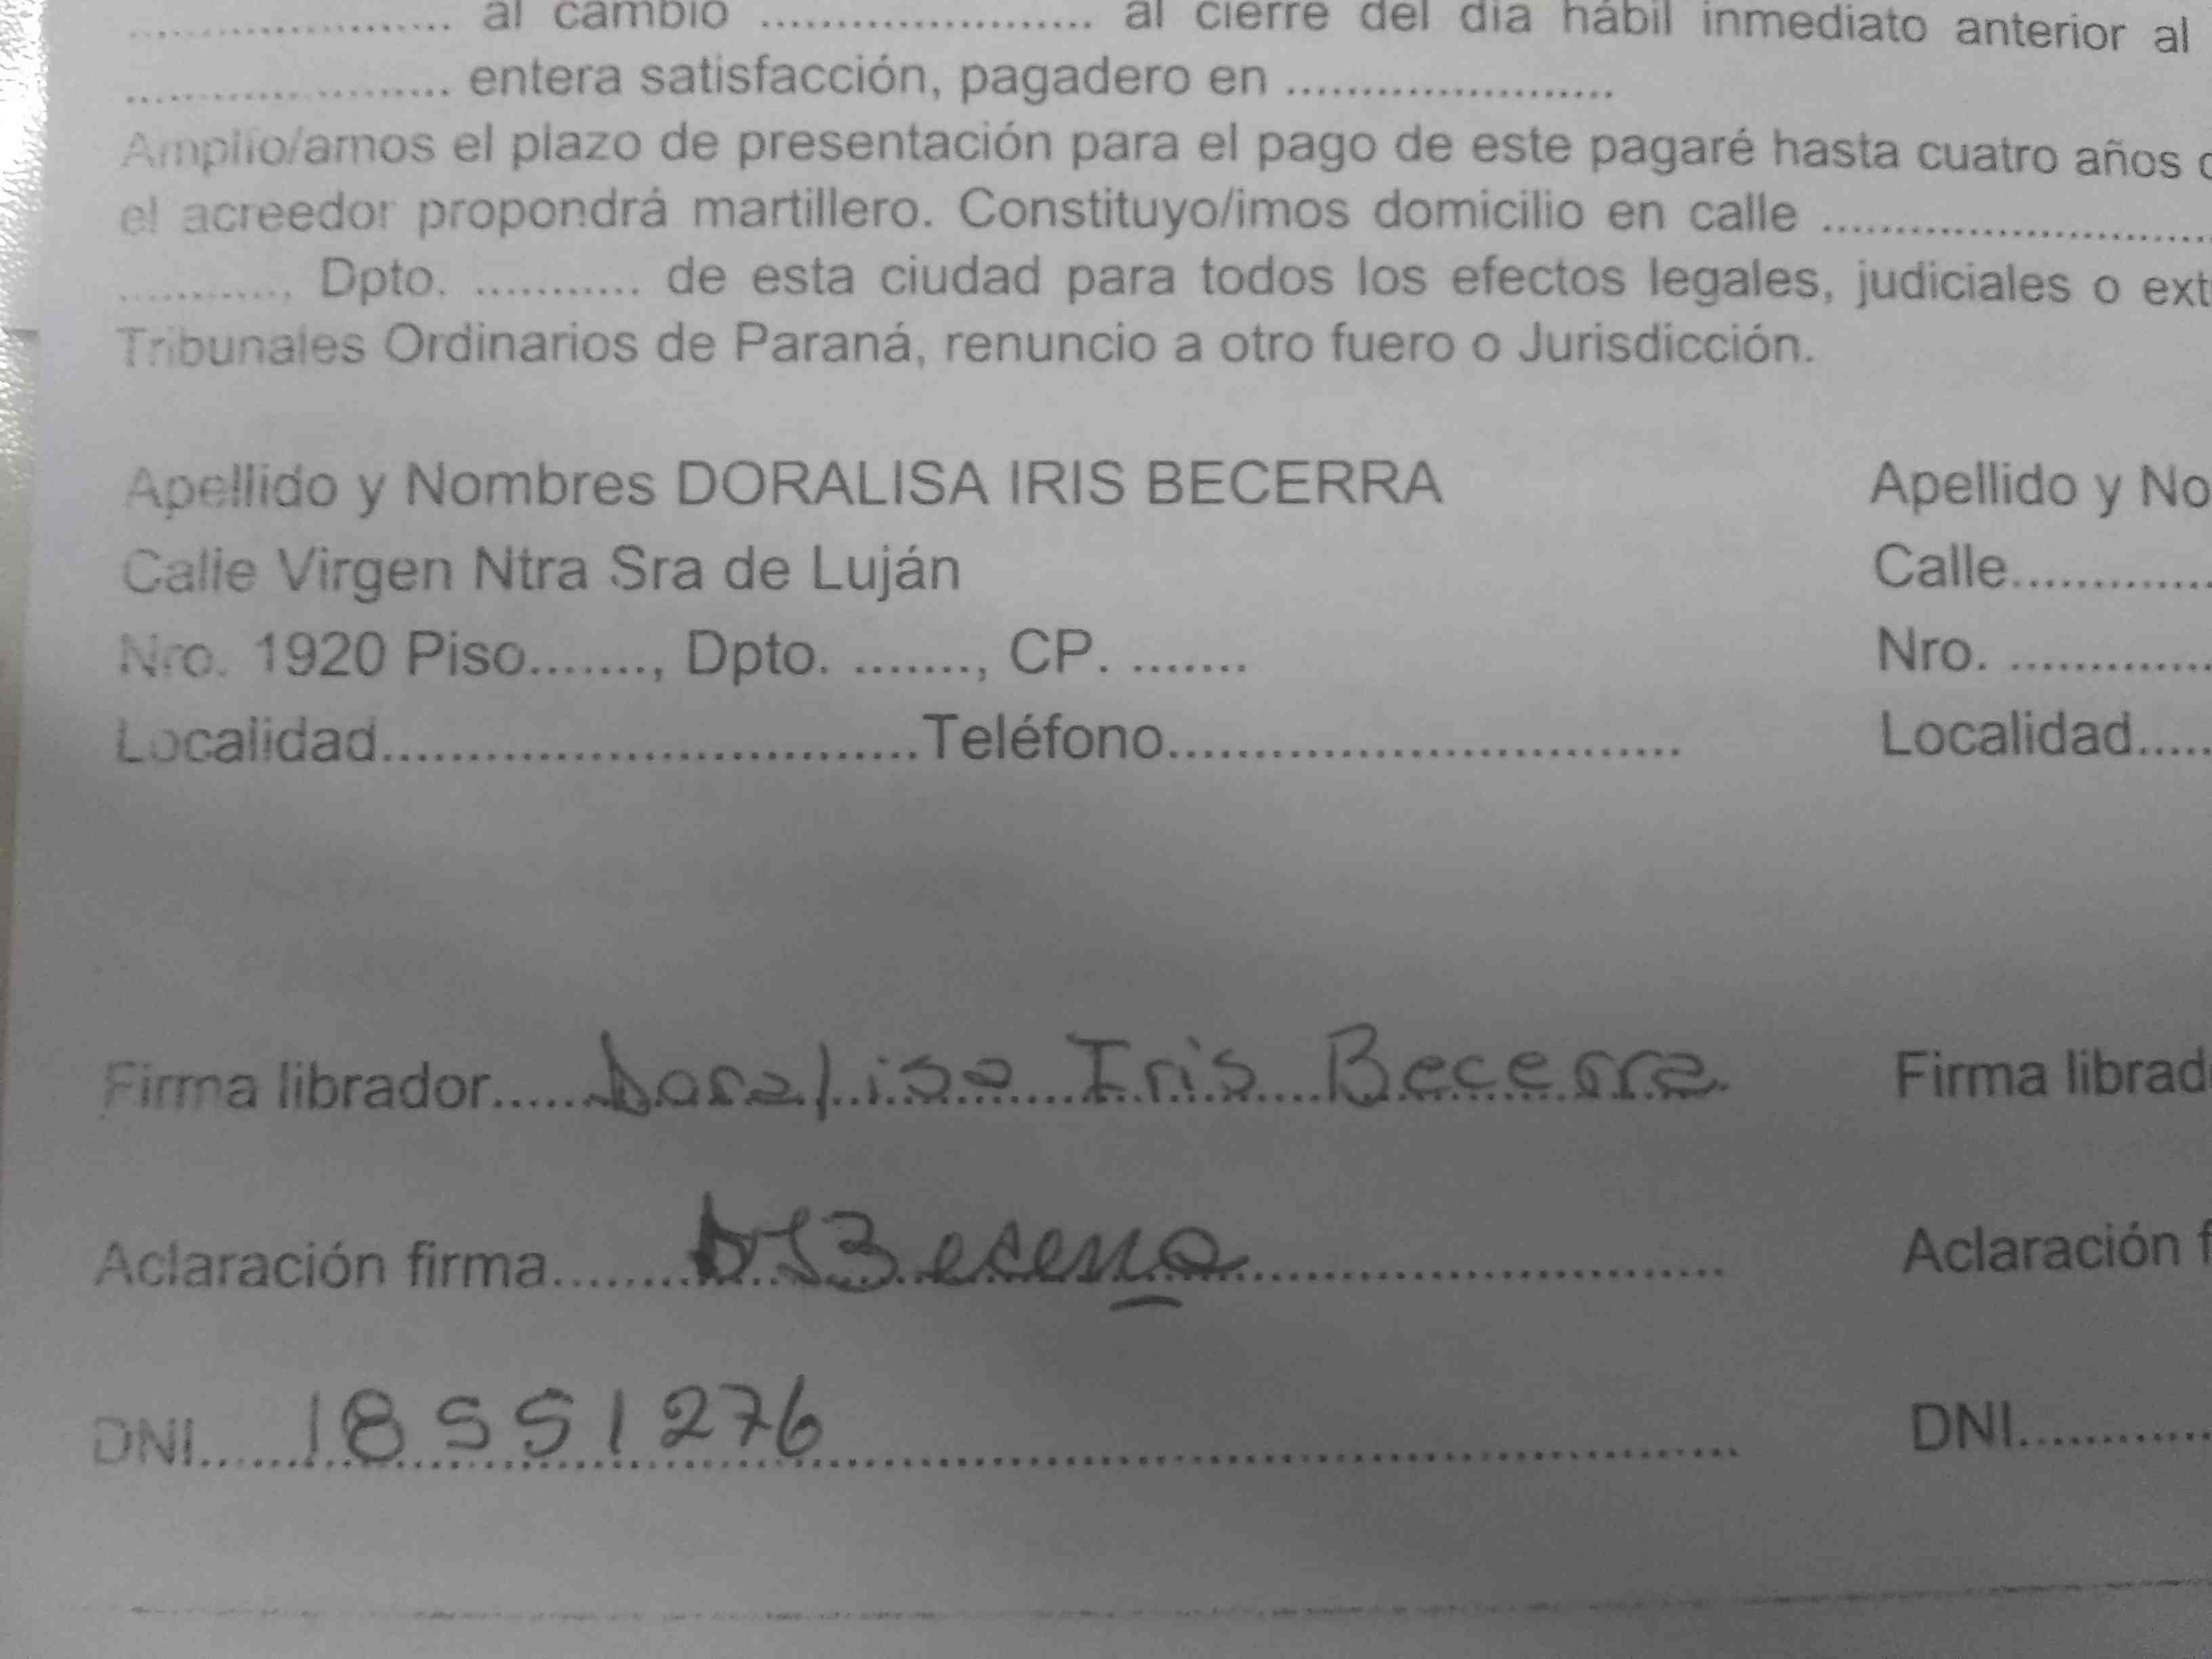 .................... al cambio ...................... al cierre del día hábil inmediato anterior al
.................... entera satisfacción, pagadero en ......................
Amplío/amos el plazo de presentación para el pago de este pagaré hasta cuatro años
el acreedor propondrá martillero. Constituyo/imos domicilio en calle ..........................
............, Dpto. ........... de esta ciudad para todos los efectos legales, judiciales o ext
Tribunales Ordinarios de Paraná, renuncio a otro fuero o Jurisdicción.
Apellido y Nombres DORALISA IRIS BECERRA
Calle Virgen Ntra Sra de Luján
Nro. 1920 Piso........, Dpto. ........, CP. ........
Localidad................................Teléfono...............................
Apellido y No
Calle.............
Nro. .............
Localidad.....
Firma librador......Doralisa Iris Becerra
Aclaración firma........DIBecerra..............................
DNI......18551276..............................
Firma librad
Aclaración f
DNI............